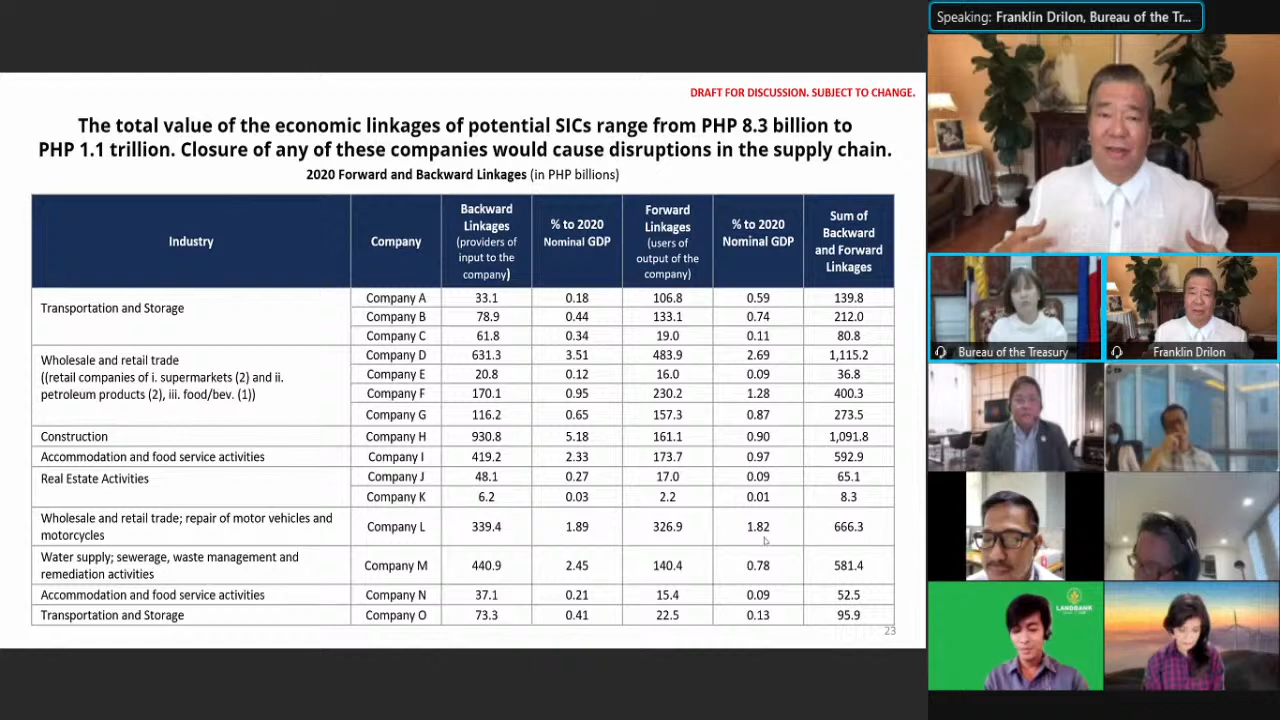 Speaking: Franklin Drilon, Bureau of the Tr...
DRAFT FOR DISCUSSION. SUBJECT TO CHANGE.
The total value of the economic linkages of potential SICs range from PHP 8.3 billion to
PHP 1.1 trillion. Closure of any of these companies would cause disruptions in the supply chain.
2020 Forward and Backward Linkages (in PHP billions)
Industry
Company
Backward
Linkages
(providers of
input to the
company)
% to 2020
Nominal GDP
Forward
Linkages
(users of
output of the
company)
% to 2020
Nominal GDP
Sum of
Backward
and Forward
Linkages
Transportation and Storage
Company A 33.1 0.18 106.8 0.59 139.8
Company B 78.9 0.44 133.1 0.74 212.0
Company C 61.8 0.34 19.0 0.11 80.8
Wholesale and retail trade
((retail companies of i. supermarkets (2) and ii.
petroleum products (2), iii. food/bev. (1))
Company D 631.3 3.51 483.9 2.69 1,115.2
Company E 20.8 0.12 16.0 0.09 36.8
Company F 170.1 0.95 230.2 1.28 400.3
Company G 116.2 0.65 157.3 0.87 273.5
Construction Company H 930.8 5.18 161.1 0.90 1,091.8
Accommodation and food service activities Company I 419.2 2.33 173.7 0.97 592.9
Real Estate Activities Company J 48.1 0.27 17.0 0.09 65.1
Company K 6.2 0.03 2.2 0.01 8.3
Wholesale and retail trade; repair of motor vehicles and
motorcycles
Company L 339.4 1.89 326.9 1.82 666.3
Water supply; sewerage, waste management and
remediation activities
Company M 440.9 2.45 140.4 0.78 581.4
Accommodation and food service activities Company N 37.1 0.21 15.4 0.09 52.5
Transportation and Storage Company O 73.3 0.41 22.5 0.13 95.9
23
Bureau of the Treasury
Franklin Drilon
LANDBANK